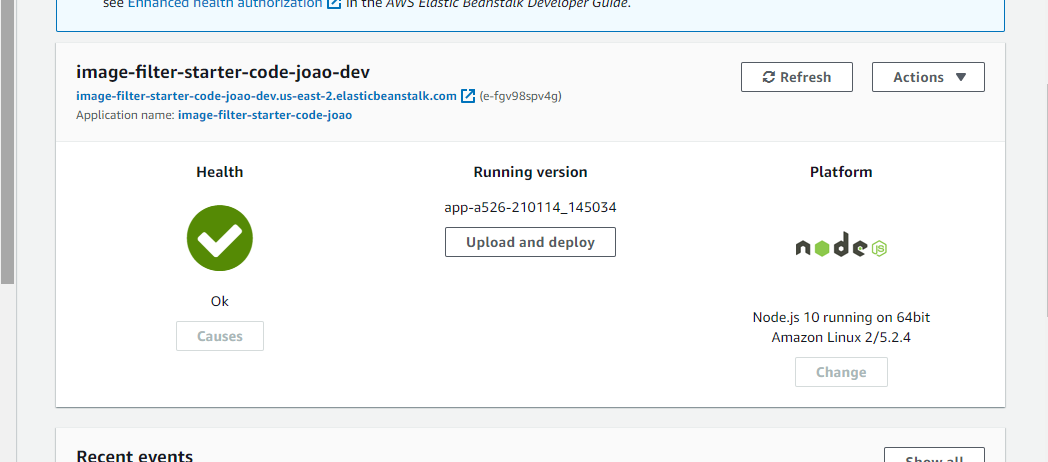 see Enhanced health authorization in the AWS Elastic Beanstalk Developer Guide.
image-filter-starter-code-joao-dev
Refresh
Actions
image-filter-starter-code-joao-dev.us-east-2.elasticbeanstalk.com (e-fgv98spv4g)
Application name: image-filter-starter-code-joao
Health
Running version
Platform
app-a526-210114_145034
Upload and deploy
node JS
Ok
Causes
Node.js 10 running on 64bit
Amazon Linux 2/5.2.4
Change
Recent events
Show all